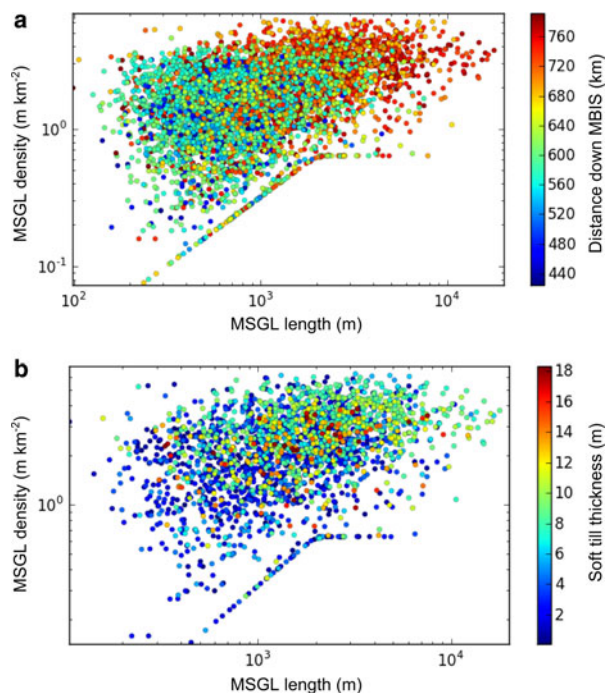 a
MSGL density (m km⁻²)
10⁰
10⁻¹
10² 10³ 10⁴
MSGL length (m)
760
720
680
640
600
560
520
480
440
Distance down MBIS (km)
b
MSGL density (m km⁻²)
10⁰
10³ 10⁴
MSGL length (m)
18
16
14
12
10
8
6
4
2
Soft till thickness (m)